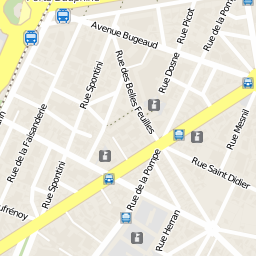 Avenue Bugeaud
Rue Picot
Rue de la Pompe
Rue Spontini
Rue des Belles Feuilles
Rue Dosne
Rue de la Faisanderie
Rue Mesnil
Rue Spontini
Rue de la Pompe
Rue Saint Didier
Rue Herran